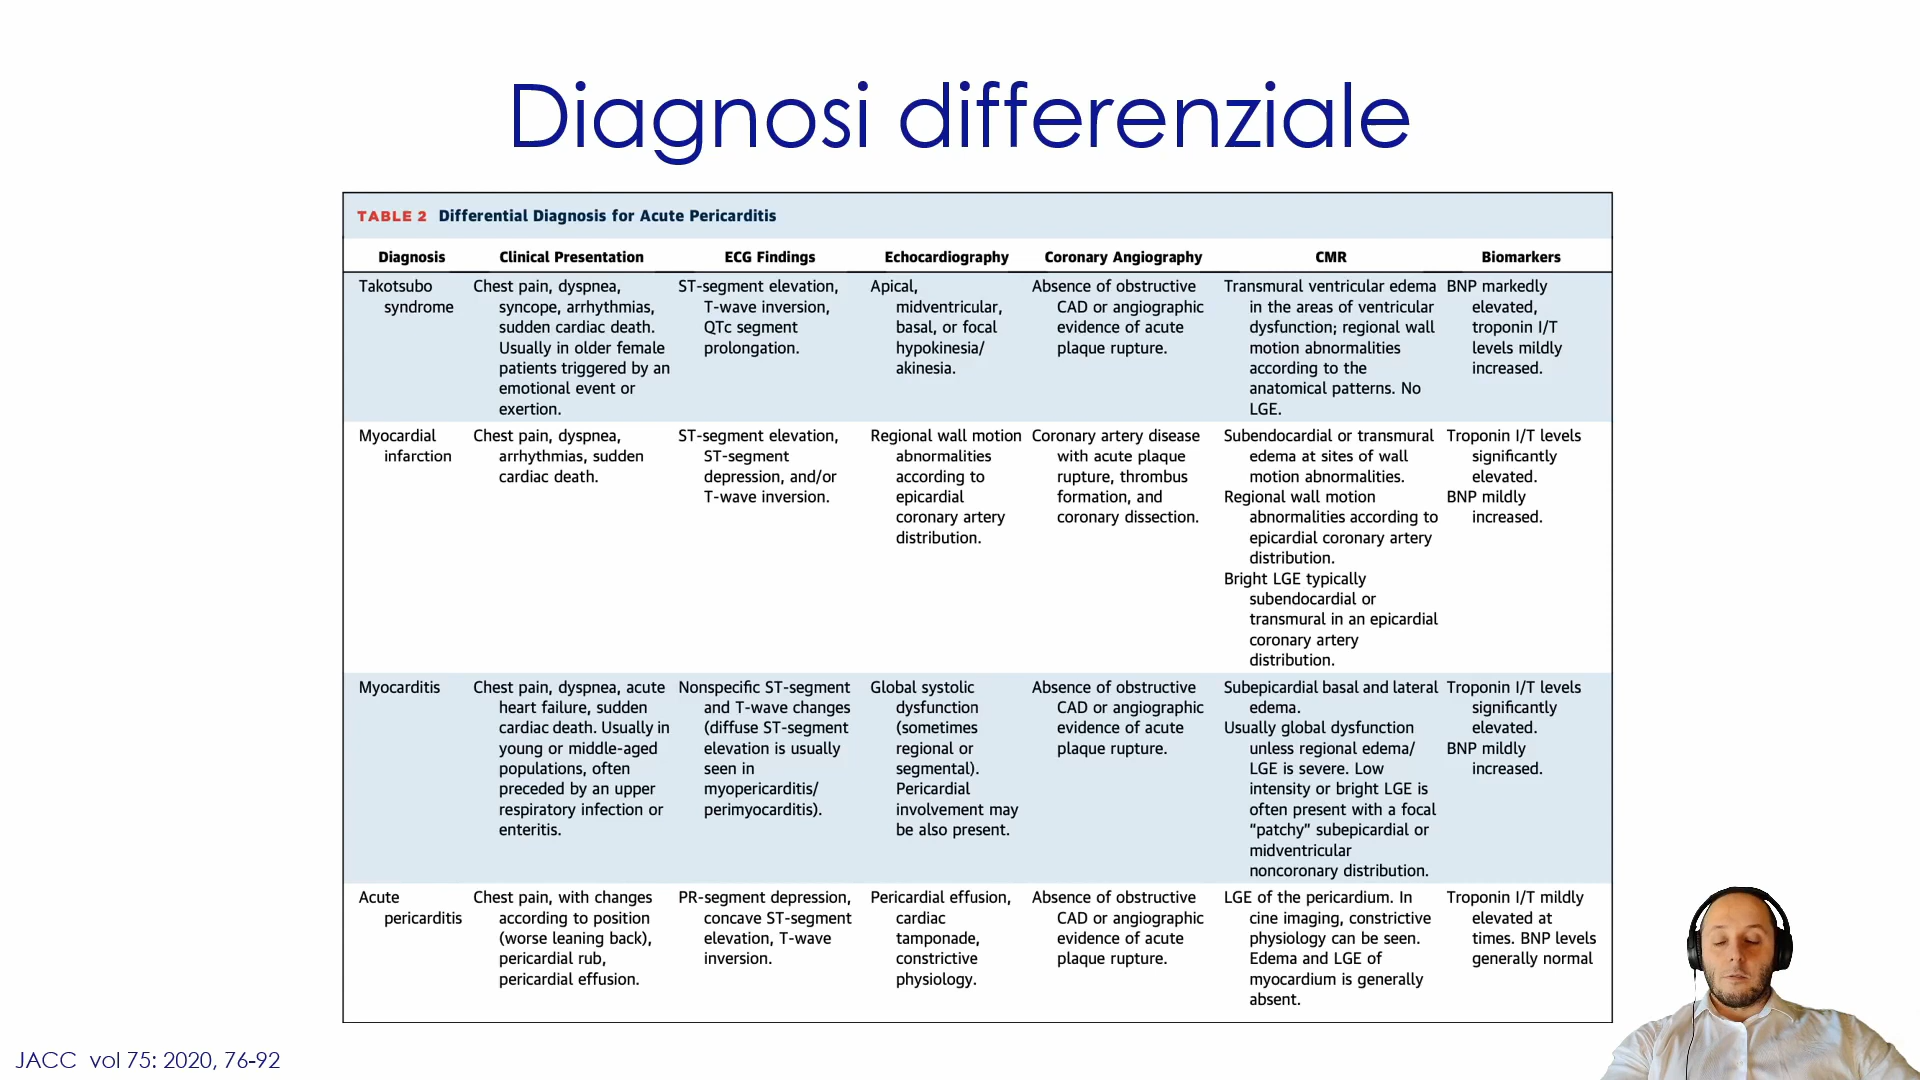 Diagnosi differenziale
TABLE 2 Differential Diagnosis for Acute Pericarditis
Diagnosis Clinical Presentation ECG Findings Echocardiography Coronary Angiography CMR Biomarkers
Takotsubo
syndrome
Chest pain, dyspnea,
syncope, arrhythmias,
sudden cardiac death.
Usually in older female
patients triggered by an
emotional event or
exertion.
ST-segment elevation,
T-wave inversion,
QTc segment
prolongation.
Apical,
midventricular,
basal, or focal
hypokinesia/
akinesia.
Absence of obstructive
CAD or angiographic
evidence of acute
plaque rupture.
Transmural ventricular edema
in the areas of ventricular
dysfunction; regional wall
motion abnormalities
according to the
anatomical patterns. No
LGE.
BNP markedly
elevated,
troponin I/T
levels mildly
increased.
Myocardial
infarction
Chest pain, dyspnea,
arrhythmias, sudden
cardiac death.
ST-segment elevation,
ST-segment
depression, and/or
T-wave inversion.
Regional wall motion
abnormalities
according to
epicardial
coronary artery
distribution.
Coronary artery disease
with acute plaque
rupture, thrombus
formation, and
coronary dissection.
Subendocardial or transmural
edema at sites of wall
motion abnormalities.
Regional wall motion
abnormalities according to
epicardial coronary artery
distribution.
Bright LGE typically
subendocardial or
transmural in an epicardial
coronary artery
distribution.
Troponin I/T levels
significantly
elevated.
BNP mildly
increased.
Myocarditis
Chest pain, dyspnea, acute
heart failure, sudden
cardiac death. Usually in
young or middle-aged
populations, often
preceded by an upper
respiratory infection or
enteritis.
Nonspecific ST-segment
and T-wave changes
(diffuse ST-segment
elevation is usually
seen in
myopericarditis/
perimyocarditis).
Global systolic
dysfunction
(sometimes
regional or
segmental).
Pericardial
involvement may
be also present.
Absence of obstructive
CAD or angiographic
evidence of acute
plaque rupture.
Subepicardial basal and lateral
edema.
Usually global dysfunction
unless regional edema/
LGE is severe. Low
intensity or bright LGE is
often present with a focal
“patchy” subepicardial or
midventricular
noncoronary distribution.
Troponin I/T levels
significantly
elevated.
BNP mildly
increased.
Acute
pericarditis
Chest pain, with changes
according to position
(worse leaning back),
pericardial rub,
pericardial effusion.
PR-segment depression,
concave ST-segment
elevation, T-wave
inversion.
Pericardial effusion,
cardiac
tamponade,
constrictive
physiology.
Absence of obstructive
CAD or angiographic
evidence of acute
plaque rupture.
LGE of the pericardium. In
cine imaging, constrictive
physiology can be seen.
Edema and LGE of
myocardium is generally
absent.
Troponin I/T mildly
elevated at
times. BNP levels
generally normal
JACC vol 75: 2020, 76-92